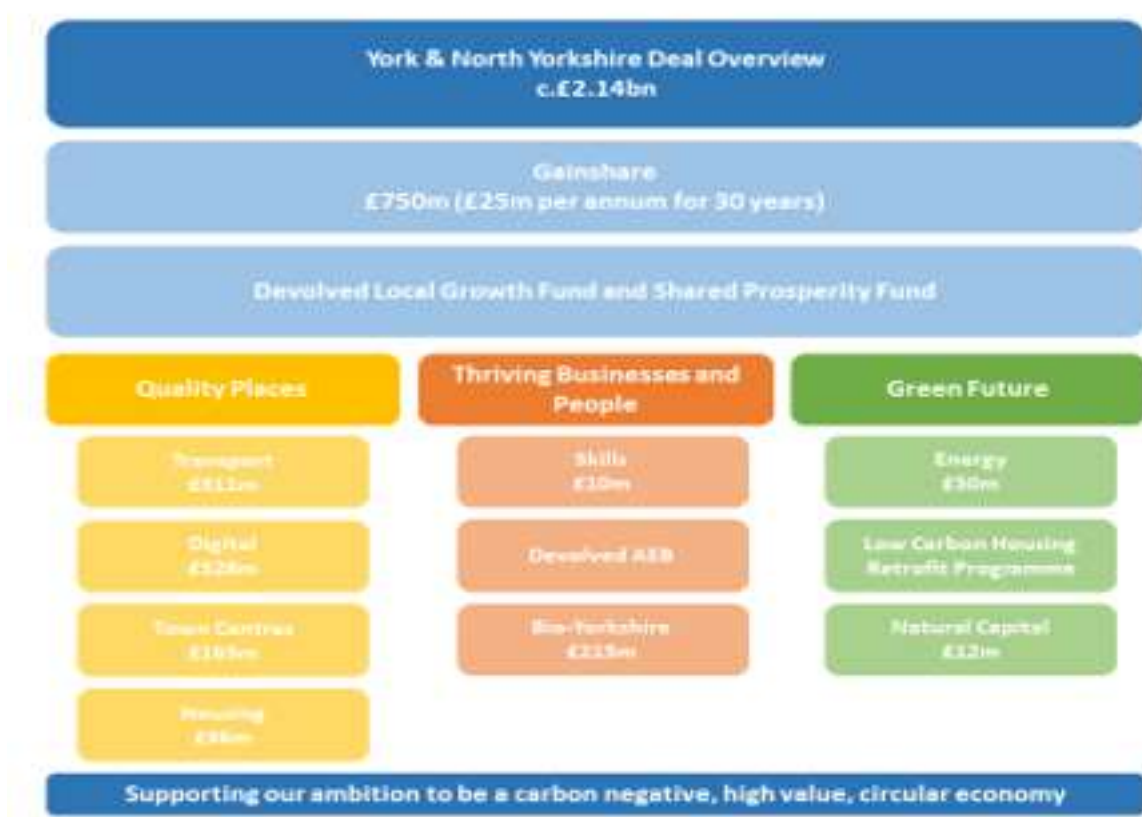 York & North Yorkshire Deal Overview
c.£2.14bn
Gainshare
£750m (£25m per annum for 30 years)
Devolved Local Growth Fund and Shared Prosperity Fund
Quality Places
Thriving Businesses and
People
Green Future
Transport
Skills
£10m
Energy
£50m
Digital
Devolved AEB
Low Carbon Housing
Retrofit Programme
Town Centres
Bio-Yorkshire
Natural Capital
£12m
Housing
Supporting our ambition to be a carbon negative, high value, circular economy